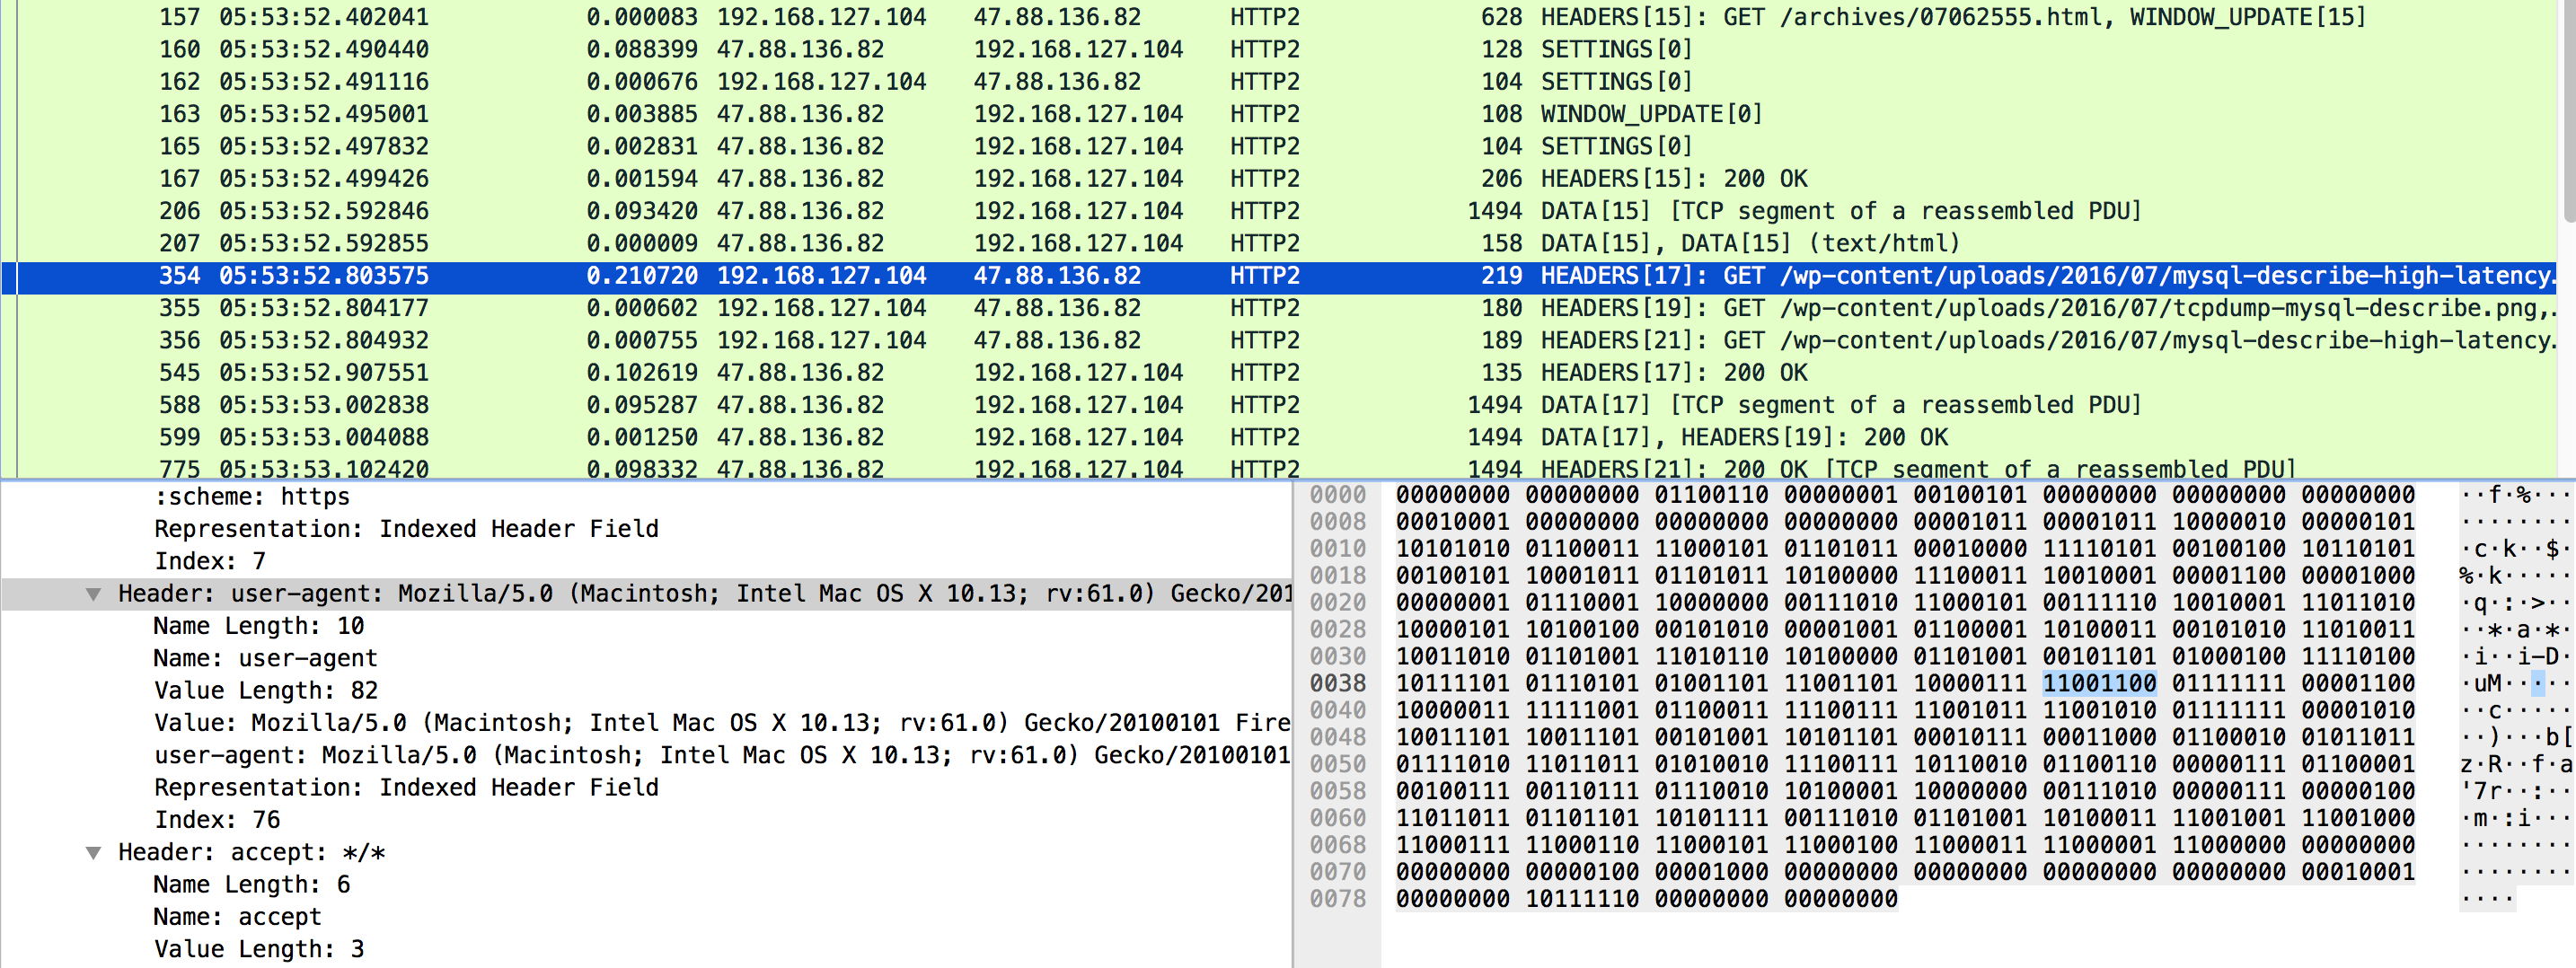 157 05:53:52.402041 0.000083 192.168.127.104 47.88.136.82 HTTP2 628 HEADERS[15]: GET /archives/07062555.html, WINDOW_UPDATE[15]
160 05:53:52.490440 0.088399 47.88.136.82 192.168.127.104 HTTP2 128 SETTINGS[0]
162 05:53:52.491116 0.000676 192.168.127.104 47.88.136.82 HTTP2 104 SETTINGS[0]
163 05:53:52.495001 0.003885 47.88.136.82 192.168.127.104 HTTP2 108 WINDOW_UPDATE[0]
165 05:53:52.497832 0.002831 47.88.136.82 192.168.127.104 HTTP2 104 SETTINGS[0]
167 05:53:52.499426 0.001594 47.88.136.82 192.168.127.104 HTTP2 206 HEADERS[15]: 200 OK
206 05:53:52.592846 0.093420 47.88.136.82 192.168.127.104 HTTP2 1494 DATA[15] [TCP segment of a reassembled PDU]
207 05:53:52.592855 0.000009 47.88.136.82 192.168.127.104 HTTP2 158 DATA[15], DATA[15] (text/html)
354 05:53:52.803575 0.210720 192.168.127.104 47.88.136.82 HTTP2 219 HEADERS[17]: GET /wp-content/uploads/2016/07/mysql-describe-high-latency.
355 05:53:52.804177 0.000602 192.168.127.104 47.88.136.82 HTTP2 180 HEADERS[19]: GET /wp-content/uploads/2016/07/tcpdump-mysql-describe.png,.
356 05:53:52.804932 0.000755 192.168.127.104 47.88.136.82 HTTP2 189 HEADERS[21]: GET /wp-content/uploads/2016/07/mysql-describe-high-latency.
545 05:53:52.907551 0.102619 47.88.136.82 192.168.127.104 HTTP2 135 HEADERS[17]: 200 OK
588 05:53:53.002838 0.095287 47.88.136.82 192.168.127.104 HTTP2 1494 DATA[17] [TCP segment of a reassembled PDU]
599 05:53:53.004088 0.001250 47.88.136.82 192.168.127.104 HTTP2 1494 DATA[17], HEADERS[19]: 200 OK
775 05:53:53.102420 0.098332 47.88.136.82 192.168.127.104 HTTP2 1494 HEADERS[21]: 200 OK [TCP segment of a reassembled PDU]
:scheme: https
Representation: Indexed Header Field
Index: 7
Header: user-agent: Mozilla/5.0 (Macintosh; Intel Mac OS X 10.13; rv:61.0) Gecko/201
Name Length: 10
Name: user-agent
Value Length: 82
Value: Mozilla/5.0 (Macintosh; Intel Mac OS X 10.13; rv:61.0) Gecko/20100101 Fire
user-agent: Mozilla/5.0 (Macintosh; Intel Mac OS X 10.13; rv:61.0) Gecko/20100101
Representation: Indexed Header Field
Index: 76
Header: accept: */*
Name Length: 6
Name: accept
Value Length: 3
0000 00000000 00000000 01100110 00000001 00100101 00000000 00000000 00000000 ··f·%···
0008 00010001 00000000 00000000 00000000 00001011 00001011 10000010 00000101 ········
0010 10101010 01100011 11000101 01101011 00010000 11110101 00100100 10110101 ·c·k··$·
0018 00100101 10001011 01101011 10100000 11100011 10010001 00001100 00001000 %·k·····
0020 00000001 01110001 10000000 00111010 11000101 00111110 10010001 11011010 ·q·:·>··
0028 10000101 10100100 00101010 00001001 01100001 10100011 00101010 11010011 ··*·a·*·
0030 10011010 01101001 11010110 10100000 01101001 00101101 01000100 11110100 ·i··i-D·
0038 10111101 01110101 01001101 11001101 10000111 11001100 01111111 00001100 ·uM·····
0040 10000011 11111001 01100011 11100111 11001011 11001010 01111111 00001010 ··c·····
0048 10011101 10011101 00101001 10101101 00010111 00011000 01100010 01011011 ··)···b[
0050 01111010 11011011 01010010 11100111 10110010 01100110 00000111 01100001 z·R··f·a
0058 00100111 00110111 01110010 10100001 10000000 00111010 00000111 00000100 '7r··:··
0060 11011011 01101101 10101111 00111010 01101001 10100011 11001001 11001000 ·m·:i···
0068 11000111 11000110 11000101 11000100 11000011 11000001 11000000 00000000 ········
0070 00000000 00000100 00001000 00000000 00000000 00000000 00000000 00010001 ········
0078 00000000 10111110 00000000 00000000 ····